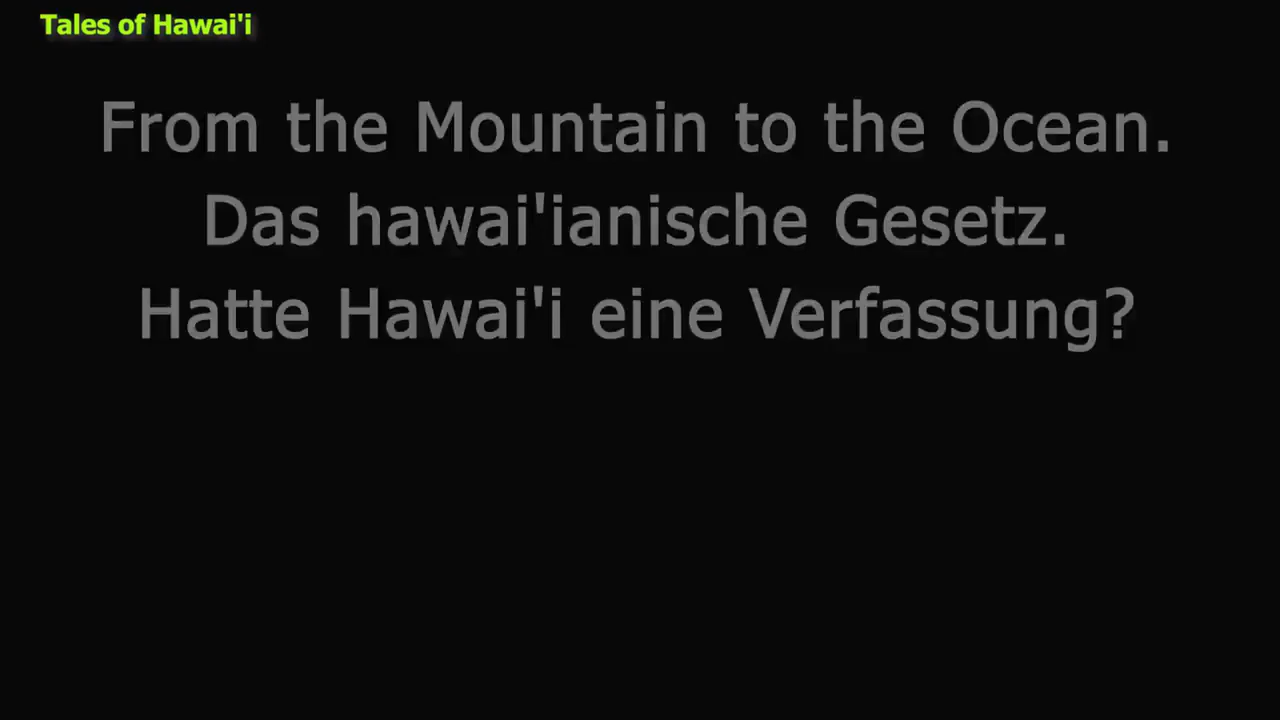 Tales of Hawai'i
From the Mountain to the Ocean.
Das hawai'ianische Gesetz.
Hatte Hawai'i eine Verfassung?